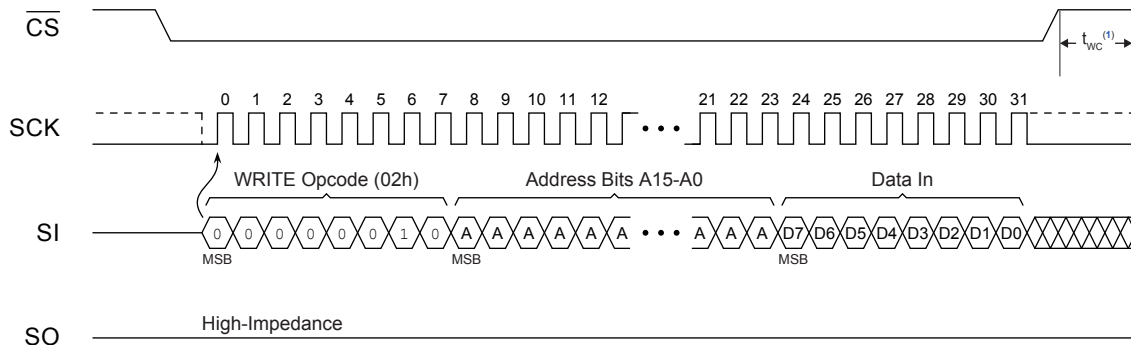 CS
t_WC(1)
0 1 2 3 4 5 6 7 8 9 10 11 12 21 22 23 24 25 26 27 28 29 30 31
SCK
WRITE Opcode (02h) Address Bits A15-A0 Data In
SI 0 0 0 0 0 0 1 0 A A A A A A A A A D7 D6 D5 D4 D3 D2 D1 D0
MSB MSB MSB
High-Impedance
SO